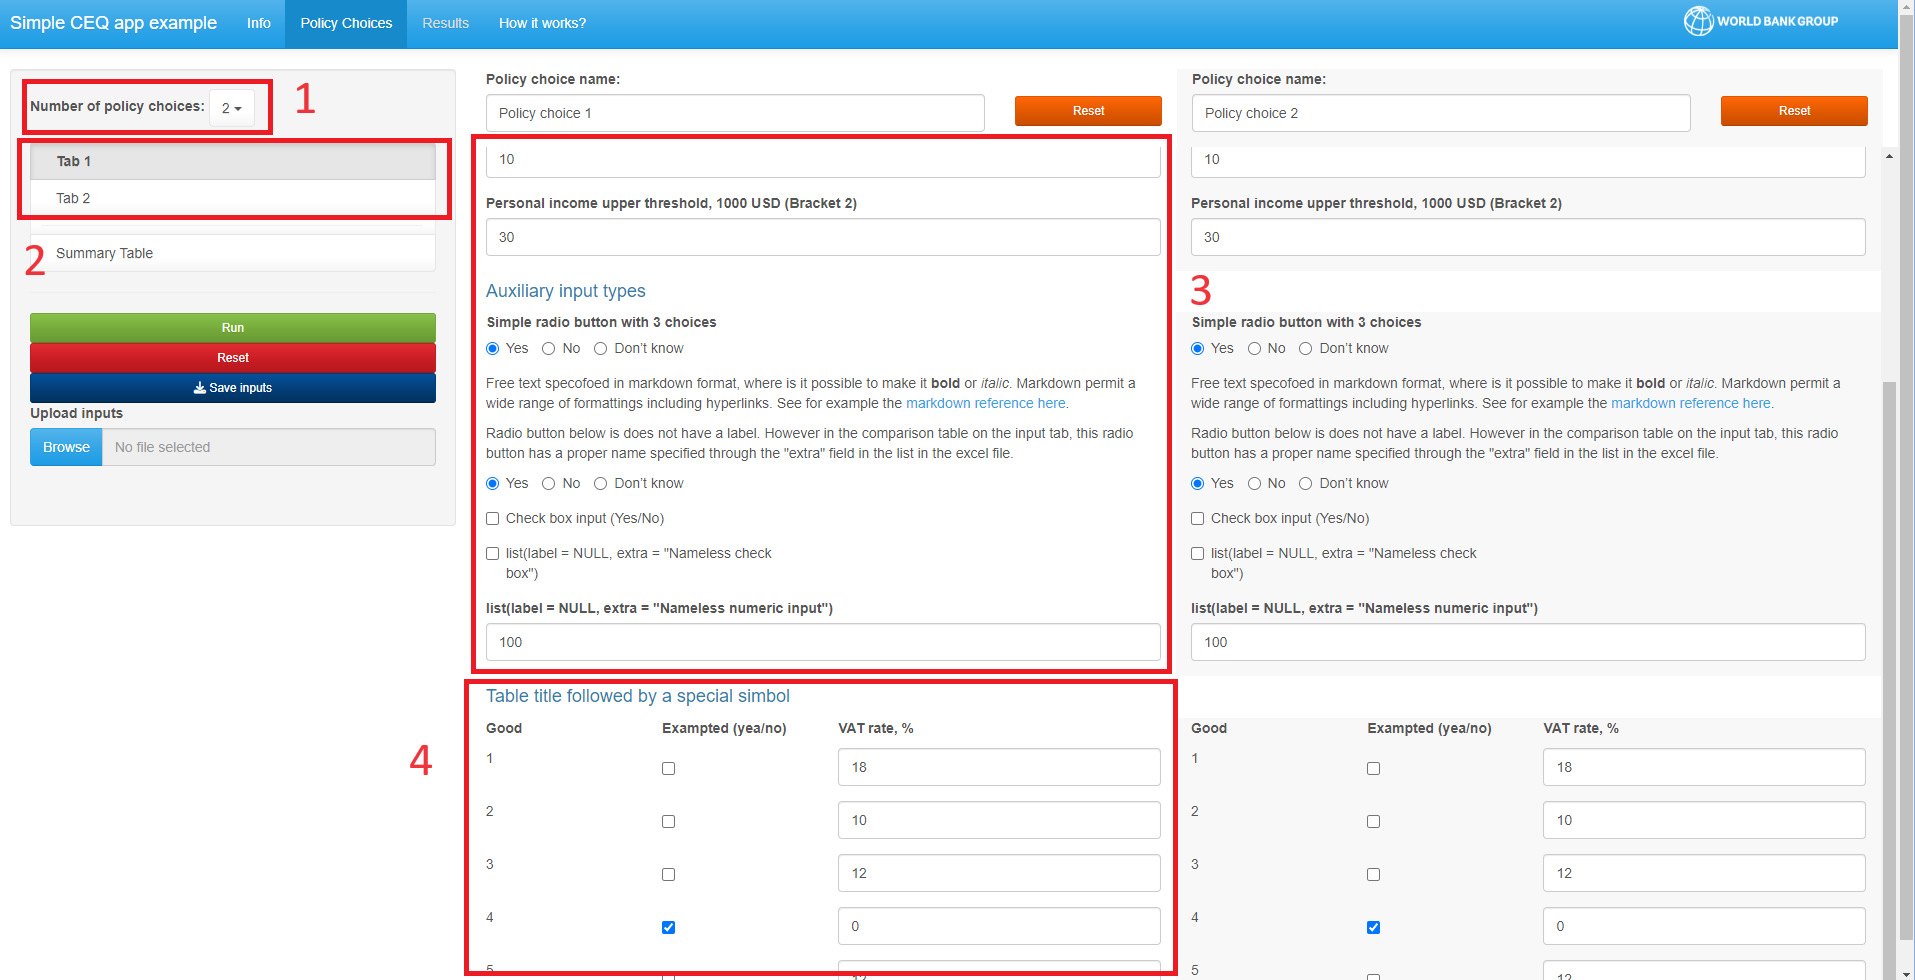 Simple CEQ app example Info Policy Choices Results How it works? WORLD BANK GROUP
Number of policy choices: 2
1
Tab 1
Tab 2
2
Summary Table
Run
Reset
Save inputs
Upload inputs
Browse No file selected
Policy choice name:
Policy choice 1 Reset
10
Personal income upper threshold, 1000 USD (Bracket 2)
30
Auxiliary input types
Simple radio button with 3 choices
Yes No Don't know
Free text specofoed in markdown format, where is it possible to make it bold or italic. Markdown permit a
wide range of formattings including hyperlinks. See for example the markdown reference here.
Radio button below is does not have a label. However in the comparison table on the input tab, this radio
button has a proper name specified through the "extra" field in the list in the excel file.
Yes No Don't know
Check box input (Yes/No)
list(label = NULL, extra = "Nameless check
box")
list(label = NULL, extra = "Nameless numeric input")
100
4
Table title followed by a special simbol
Good Exampted (yea/no) VAT rate, %
1 18
2 10
3 12
4 0
5 12
Policy choice name:
Policy choice 2 Reset
10
Personal income upper threshold, 1000 USD (Bracket 2)
30
3
Simple radio button with 3 choices
Yes No Don't know
Free text specofoed in markdown format, where is it possible to make it bold or italic. Markdown permit a
wide range of formattings including hyperlinks. See for example the markdown reference here.
Radio button below is does not have a label. However in the comparison table on the input tab, this radio
button has a proper name specified through the "extra" field in the list in the excel file.
Yes No Don't know
Check box input (Yes/No)
list(label = NULL, extra = "Nameless check
box")
list(label = NULL, extra = "Nameless numeric input")
100
Good Exampted (yea/no) VAT rate, %
1 18
2 10
3 12
4 0
5 12